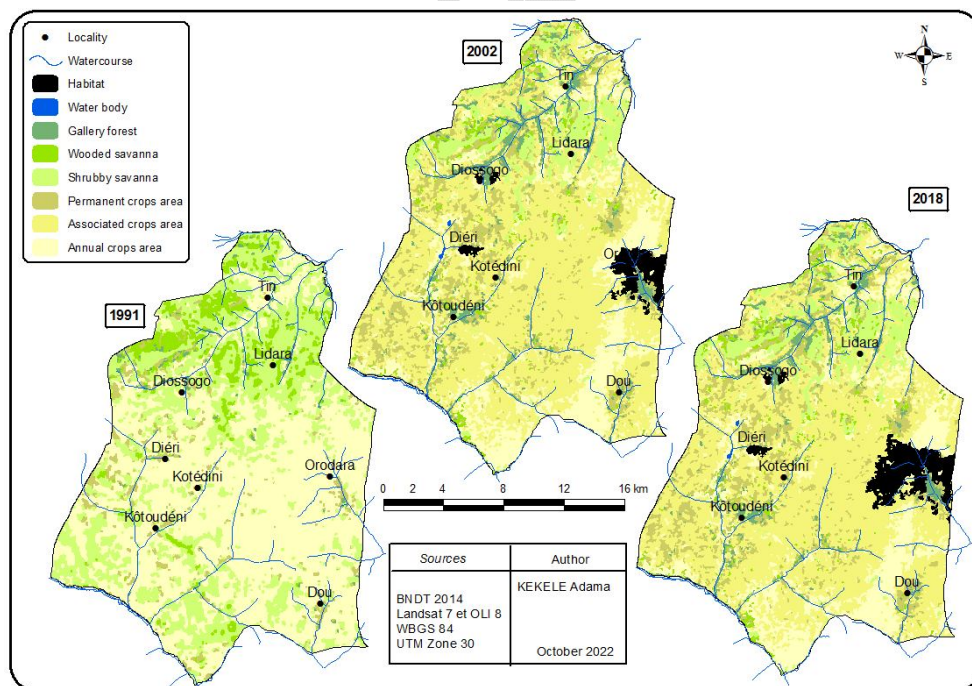 Locality
Watercourse
Habitat
Water body
Gallery forest
Wooded savanna
Shrubby savanna
Permanent crops area
Associated crops area
Annual crops area
2002
N
W E
S
Tin
Lidara
Diossogo
Diéri
Kotédini
Kôtoudéni
Dou
2018
Tin
Lidara
Diossogo
Diéri
Kotédini
Kôtoudéni
Dou
1991
Tin
Lidara
Diossogo
Diéri
Kotédini
Orodara
Kôtoudéni
Dou
0 2 4 8 12 16 km
Sources
BNDT 2014
Landsat 7 et OLI 8
WBGS 84
UTM Zone 30
Author
KEKELE Adama
October 2022